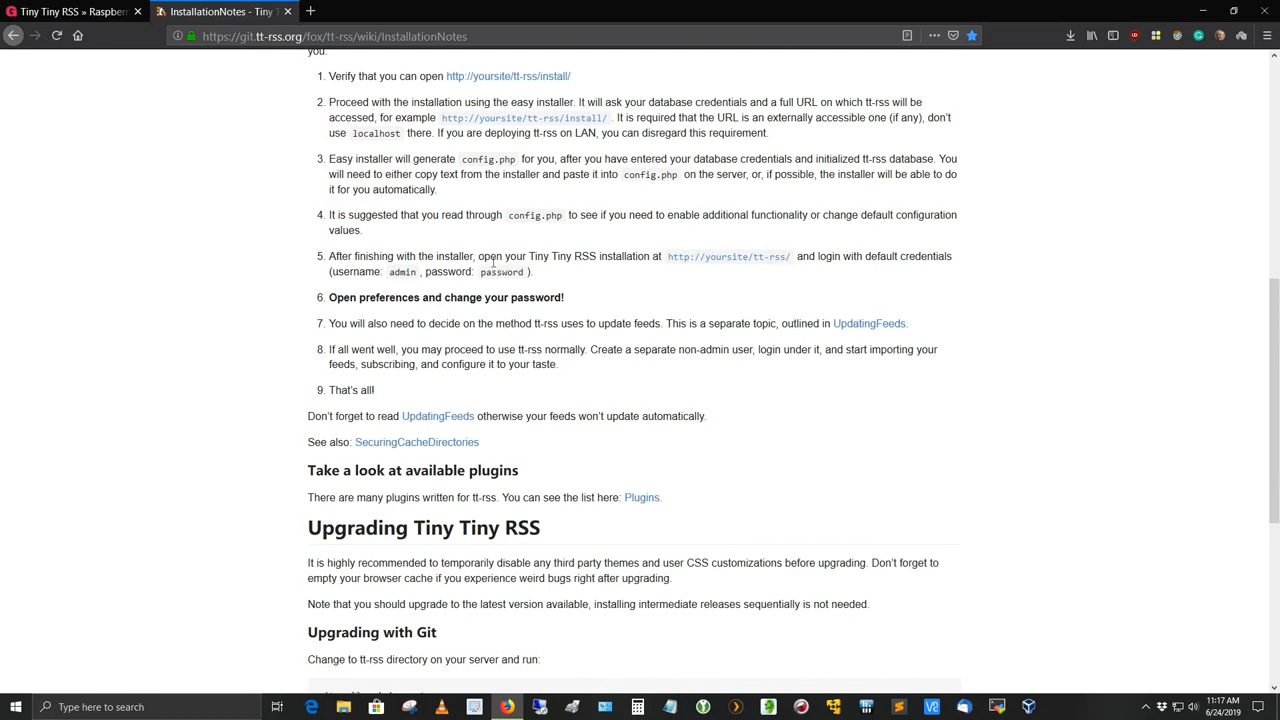 Tiny Tiny RSS » Raspberr
InstallationNotes - Tiny T
https://git.tt-rss.org/fox/tt-rss/wiki/InstallationNotes
you.
1. Verify that you can open http://yoursite/tt-rss/install/
2. Proceed with the installation using the easy installer. It will ask your database credentials and a full URL on which tt-rss will be
accessed, for example http://yoursite/tt-rss/install/ . It is required that the URL is an externally accessible one (if any), don’t
use localhost there. If you are deploying tt-rss on LAN, you can disregard this requirement.
3. Easy installer will generate config.php for you, after you have entered your database credentials and initialized tt-rss database. You
will need to either copy text from the installer and paste it into config.php on the server, or, if possible, the installer will be able to do
it for you automatically.
4. It is suggested that you read through config.php to see if you need to enable additional functionality or change default configuration
values.
5. After finishing with the installer, open your Tiny Tiny RSS installation at http://yoursite/tt-rss/ and login with default credentials
(username: admin , password: password ).
6. Open preferences and change your password!
7. You will also need to decide on the method tt-rss uses to update feeds. This is a separate topic, outlined in UpdatingFeeds.
8. If all went well, you may proceed to use tt-rss normally. Create a separate non-admin user, login under it, and start importing your
feeds, subscribing, and configure it to your taste.
9. That’s all!
Don’t forget to read UpdatingFeeds otherwise your feeds won’t update automatically.
See also: SecuringCacheDirectories
Take a look at available plugins
There are many plugins written for tt-rss. You can see the list here: Plugins.
Upgrading Tiny Tiny RSS
It is highly recommended to temporarily disable any third party themes and user CSS customizations before upgrading. Don’t forget to
empty your browser cache if you experience weird bugs right after upgrading.
Note that you should upgrade to the latest version available, installing intermediate releases sequentially is not needed.
Upgrading with Git
Change to tt-rss directory on your server and run:
Type here to search
11:17 AM
6/24/2019